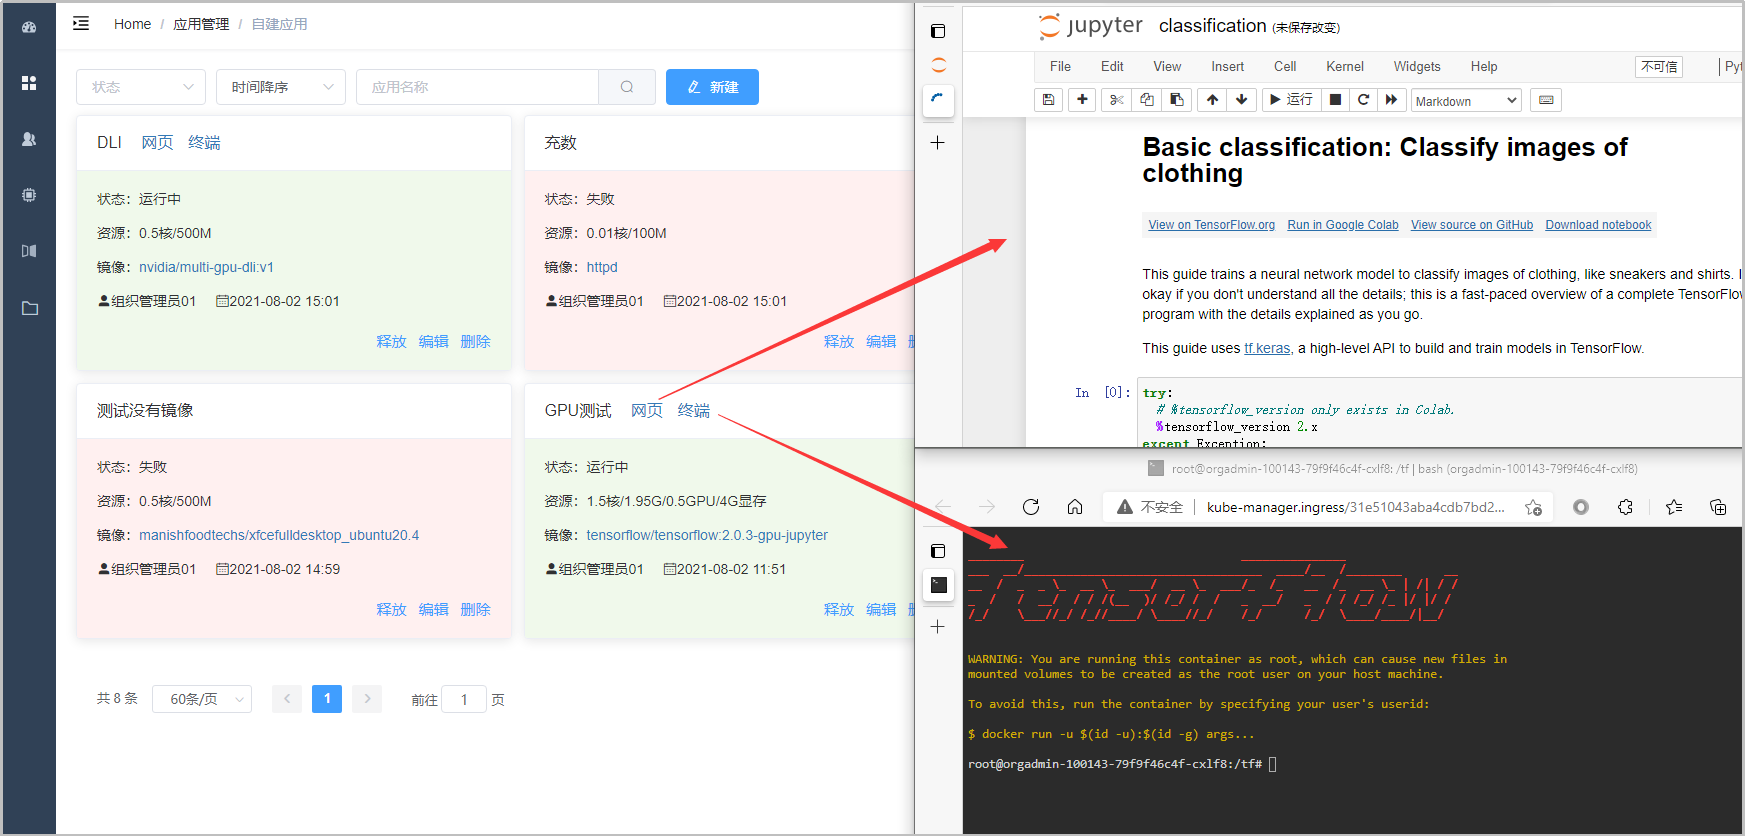 Home / 应用管理 / 自建应用
状态 时间降序 应用名称 新建
DLI 网页 终端
状态：运行中
资源：0.5核/500M
镜像：nvidia/multi-gpu-dli:v1
组织管理员01 2021-08-02 15:01
释放 编辑 删除
充数
状态：失败
资源：0.01核/100M
镜像：httpd
组织管理员01 2021-08-02 15:01
释放 编辑
测试没有镜像
状态：失败
资源：0.5核/500M
镜像：manishfoodtechs/xfcefulldesktop_ubuntu20.4
组织管理员01 2021-08-02 14:59
释放 编辑 删除
GPU测试 网页 终端
状态：运行中
资源：1.5核/1.95G/0.5GPU/4G显存
镜像：tensorflow/tensorflow:2.0.3-gpu-jupyter
组织管理员01 2021-08-02 11:51
释放 编辑
共 8 条 60条/页 < 1 > 前往 1 页
jupyter classification (未保存改变)
File Edit View Insert Cell Kernel Widgets Help 不可信 Pyt
运行 Markdown
Basic classification: Classify images of
clothing
View on TensorFlow.org Run in Google Colab View source on GitHub Download notebook
This guide trains a neural network model to classify images of clothing, like sneakers and shirts.
okay if you don't understand all the details; this is a fast-paced overview of a complete TensorFlow
program with the details explained as you go.
This guide uses tf.keras, a high-level API to build and train models in TensorFlow.
In [0]: try:
# %tensorflow_version only exists in Colab.
%tensorflow_version 2.x
except Exception:
root@orgadmin-100143-79f9f46c4f-cxlf8: /tf | bash (orgadmin-100143-79f9f46c4f-cxlf8)
不安全 kube-manager.ingress/31e51043aba4cdb7bd2...
TensorFlow
WARNING: You are running this container as root, which can cause new files in
mounted volumes to be created as the root user on your host machine.
To avoid this, run the container by specifying your user's userid:
$ docker run -u $(id -u):$(id -g) args...
root@orgadmin-100143-79f9f46c4f-cxlf8:/tf#